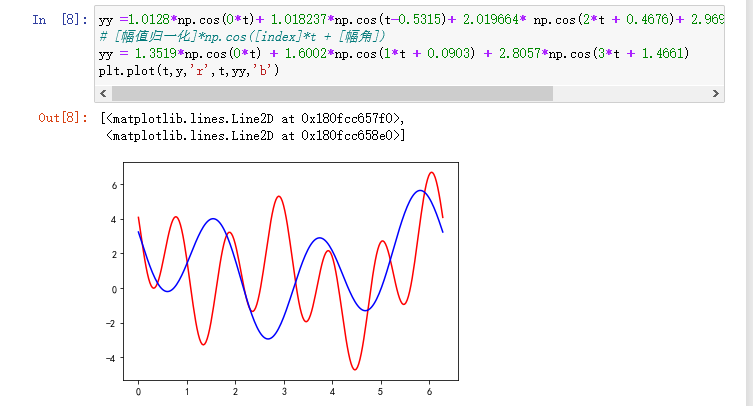 In [8]: yy =1.0128*np.cos(0*t)+ 1.018237*np.cos(t-0.5315)+ 2.019664* np.cos(2*t + 0.4676)+ 2.969
# [幅值归一化]*np.cos([index]*t + [幅角])
yy = 1.3519*np.cos(0*t) + 1.6002*np.cos(1*t + 0.0903) + 2.8057*np.cos(3*t + 1.4661)
plt.plot(t,y,'r',t,yy,'b')
Out[8]: [<matplotlib.lines.Line2D at 0x180fcc657f0>,
<matplotlib.lines.Line2D at 0x180fcc658e0>]
6
4
2
0
−2
−4
0 1 2 3 4 5 6